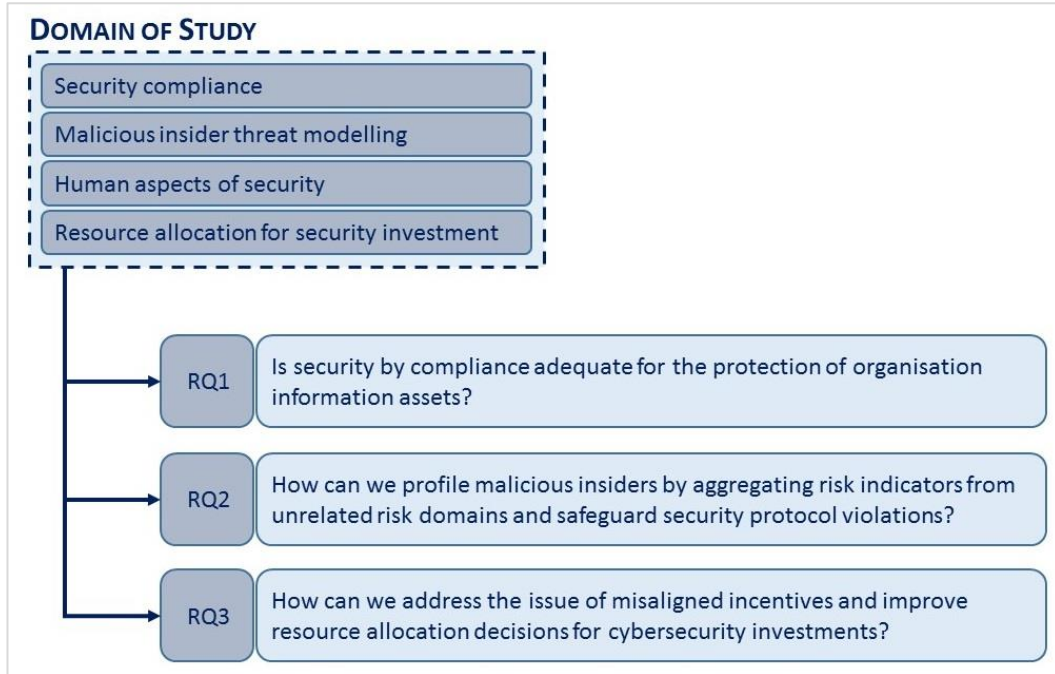 DOMAIN OF STUDY
Security compliance
Malicious insider threat modelling
Human aspects of security
Resource allocation for security investment
RQ1
Is security by compliance adequate for the protection of organisation
information assets?
RQ2
How can we profile malicious insiders by aggregating risk indicators from
unrelated risk domains and safeguard security protocol violations?
RQ3
How can we address the issue of misaligned incentives and improve
resource allocation decisions for cybersecurity investments?